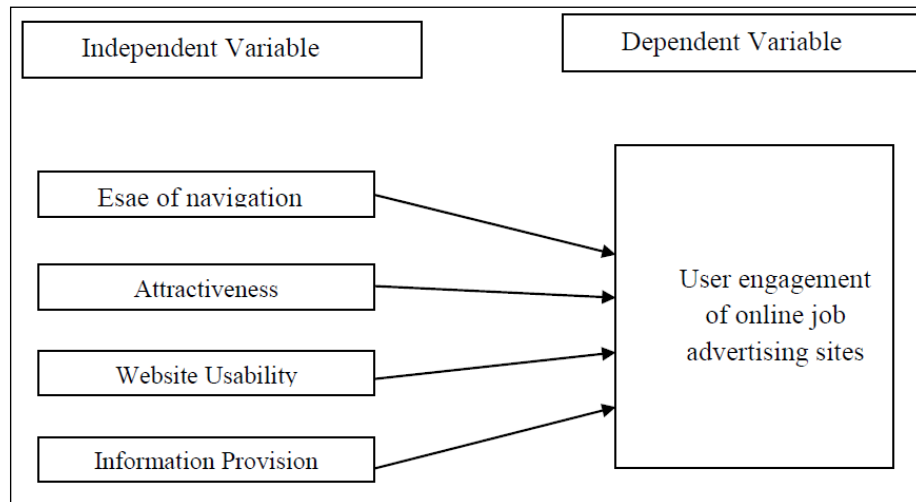 Independent Variable
Dependent Variable
Esae of navigation
Attractiveness
Website Usability
Information Provision
User engagement
of online job
advertising sites